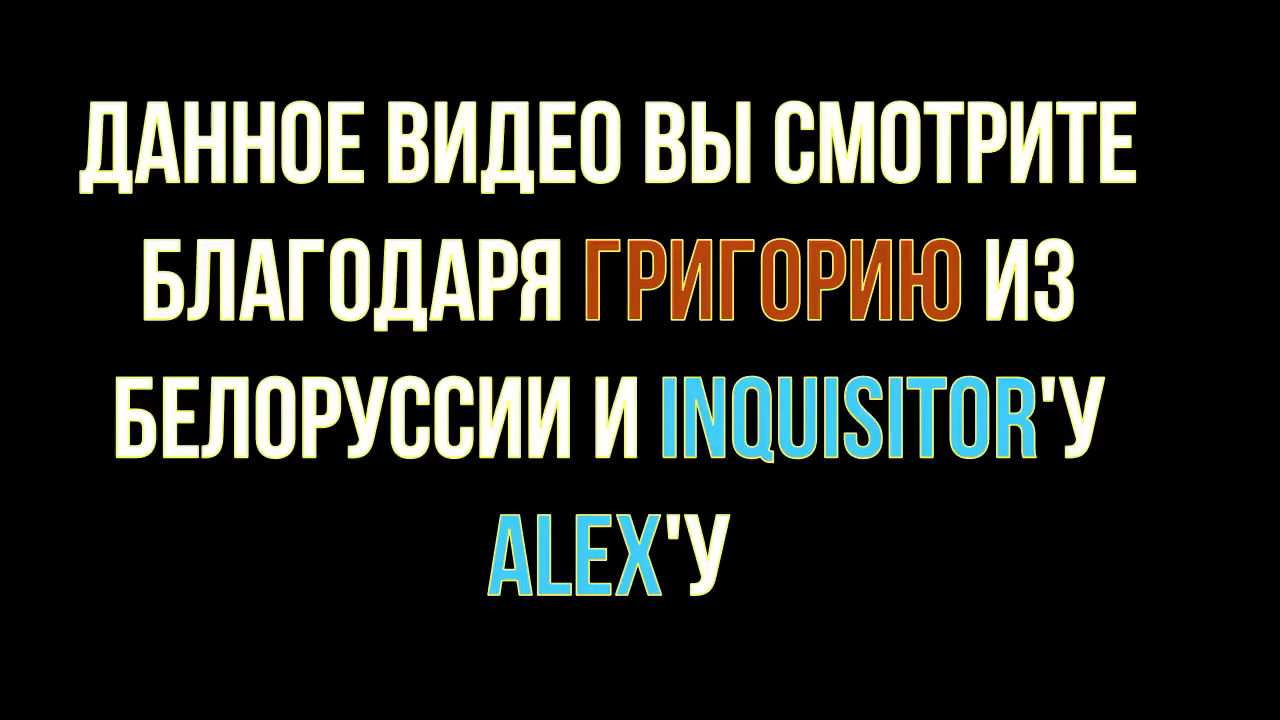 ДАННОЕ ВИДЕО ВЫ СМОТРИТЕ
БЛАГОДАРЯ ГРИГОРИЮ ИЗ
БЕЛОРУССИИ И INQUISITOR'У
ALEX'У